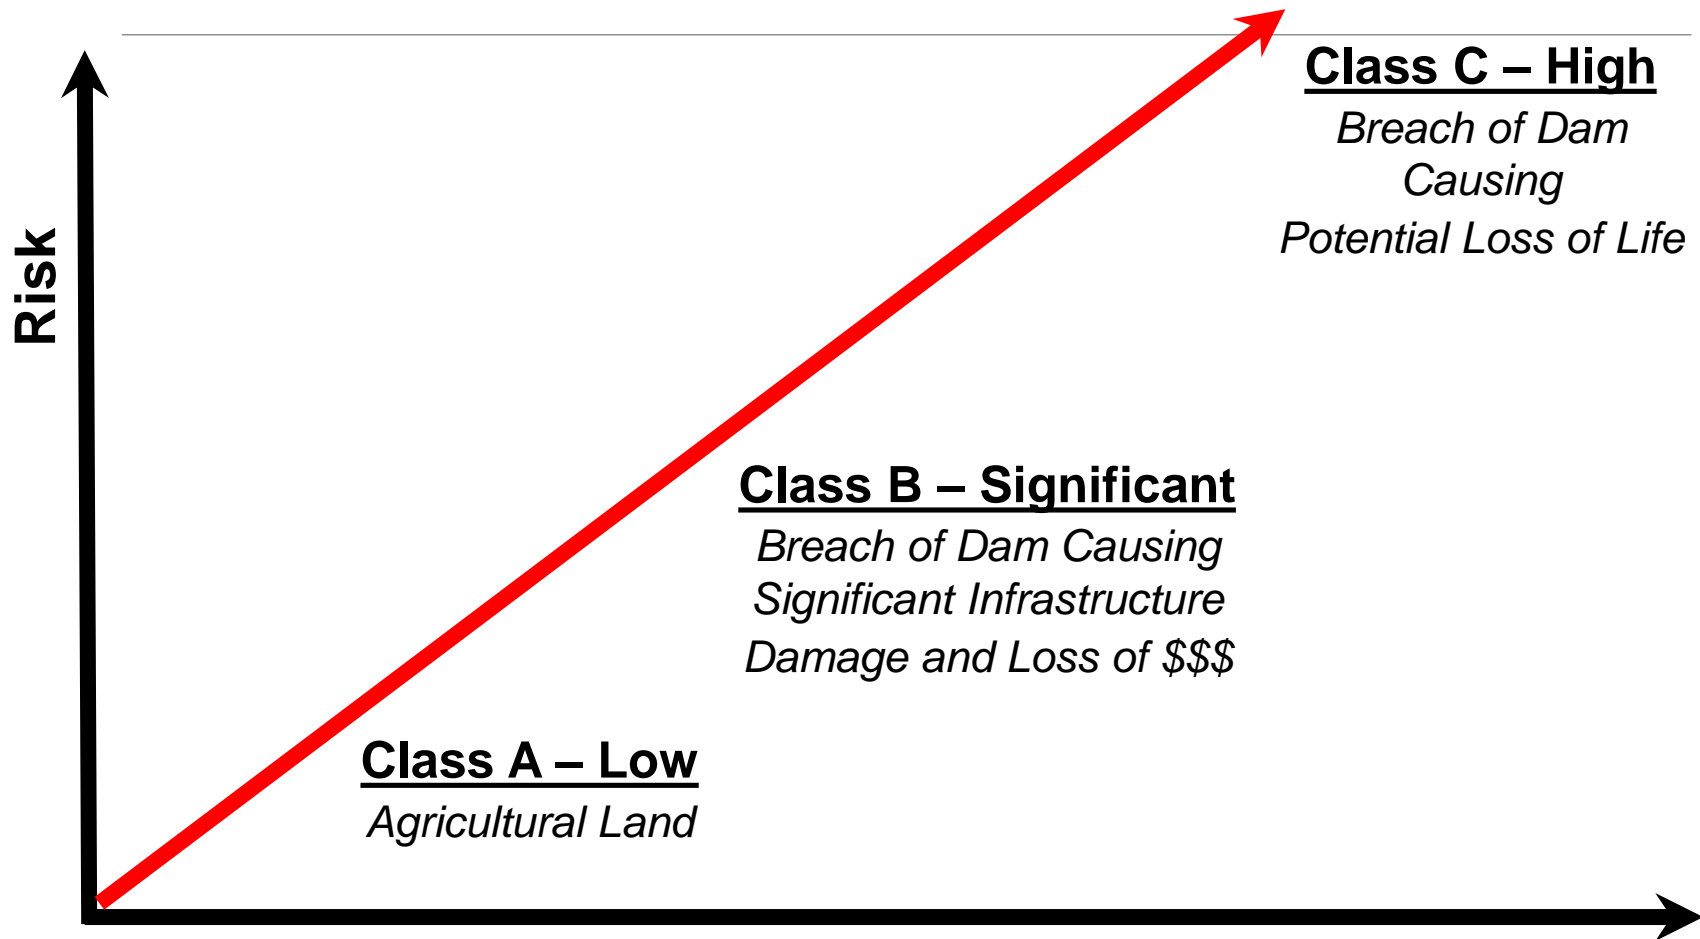 Class C – High
Breach of Dam
Causing
Potential Loss of Life
Risk
Class B – Significant
Breach of Dam Causing
Significant Infrastructure
Damage and Loss of $$$
Class A – Low
Agricultural Land